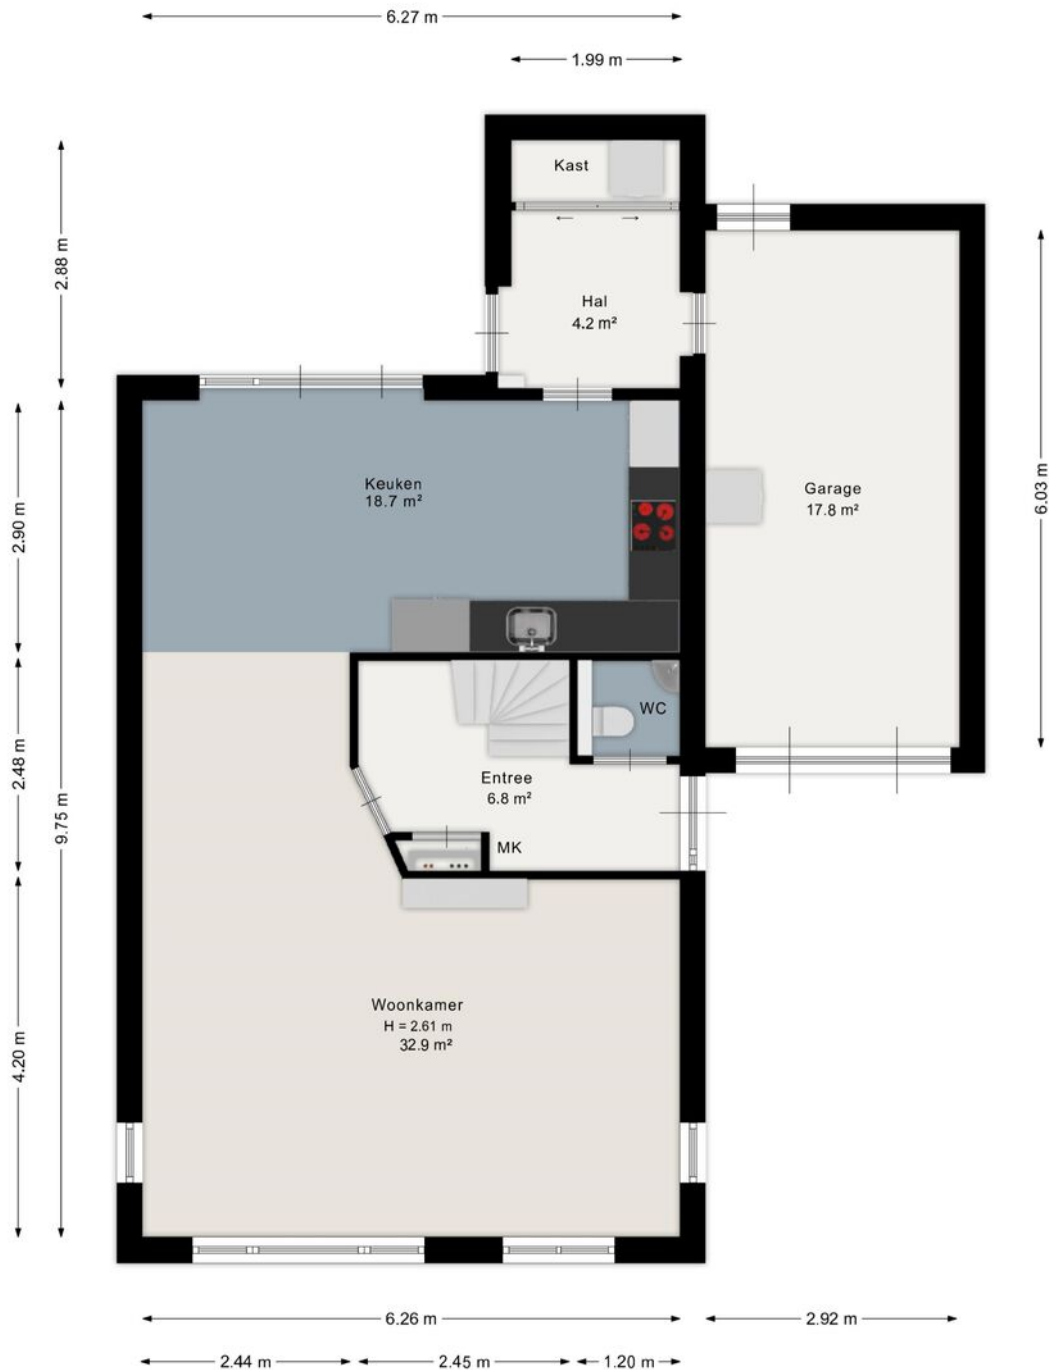 6.27 m
1.99 m
Kast
2.88 m
Hal
4.2 m²
Keuken
18.7 m²
Garage
17.8 m²
2.90 m
6.03 m
WC
Entree
6.8 m²
2.48 m
9.75 m
MK
Woonkamer
H = 2.61 m
32.9 m²
4.20 m
6.26 m
2.92 m
2.44 m
2.45 m
1.20 m